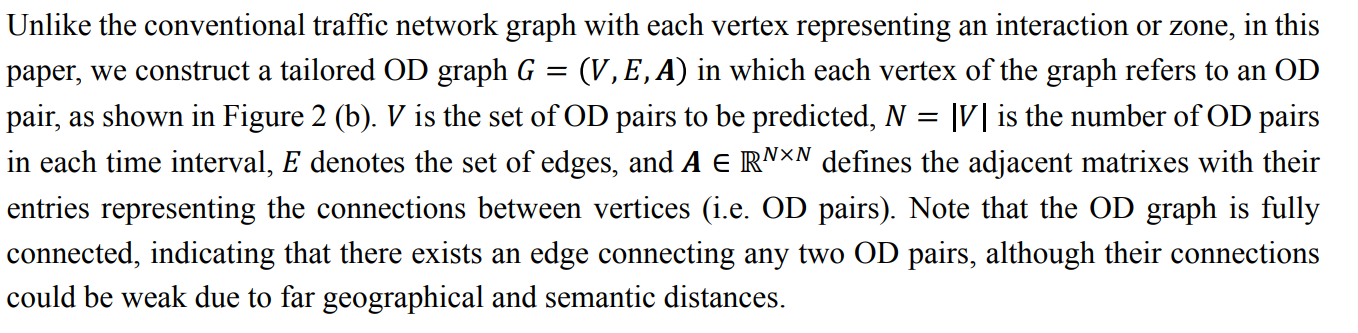 Unlike the conventional traffic network graph with each vertex representing an interaction or zone, in this
paper, we construct a tailored OD graph G = (V, E, A) in which each vertex of the graph refers to an OD
pair, as shown in Figure 2 (b). V is the set of OD pairs to be predicted, N = |V| is the number of OD pairs
in each time interval, E denotes the set of edges, and A ∈ ℝ^{N×N} defines the adjacent matrixes with their
entries representing the connections between vertices (i.e. OD pairs). Note that the OD graph is fully
connected, indicating that there exists an edge connecting any two OD pairs, although their connections
could be weak due to far geographical and semantic distances.